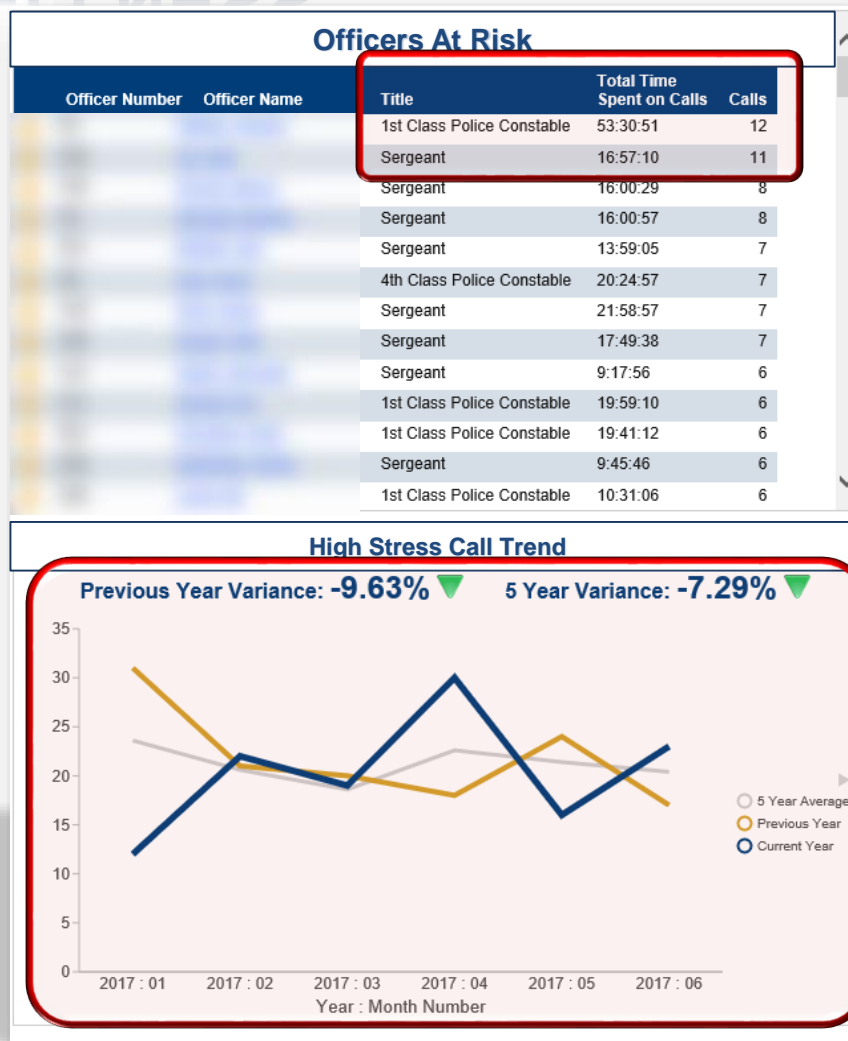 Officers At Risk
Officer Number Officer Name Title Total Time Spent on Calls Calls
1st Class Police Constable 53:30:51 12
Sergeant 16:57:10 11
Sergeant 16:00:29 8
Sergeant 16:00:57 8
Sergeant 13:59:05 7
4th Class Police Constable 20:24:57 7
Sergeant 21:58:57 7
Sergeant 17:49:38 7
Sergeant 9:17:56 6
1st Class Police Constable 19:59:10 6
1st Class Police Constable 19:41:12 6
Sergeant 9:45:46 6
1st Class Police Constable 10:31:06 6
High Stress Call Trend
Previous Year Variance: -9.63% 5 Year Variance: -7.29%
35
30
25
20
15
10
5
0
5 Year Average
Previous Year
Current Year
2017 : 01 2017 : 02 2017 : 03 2017 : 04 2017 : 05 2017 : 06
Year : Month Number